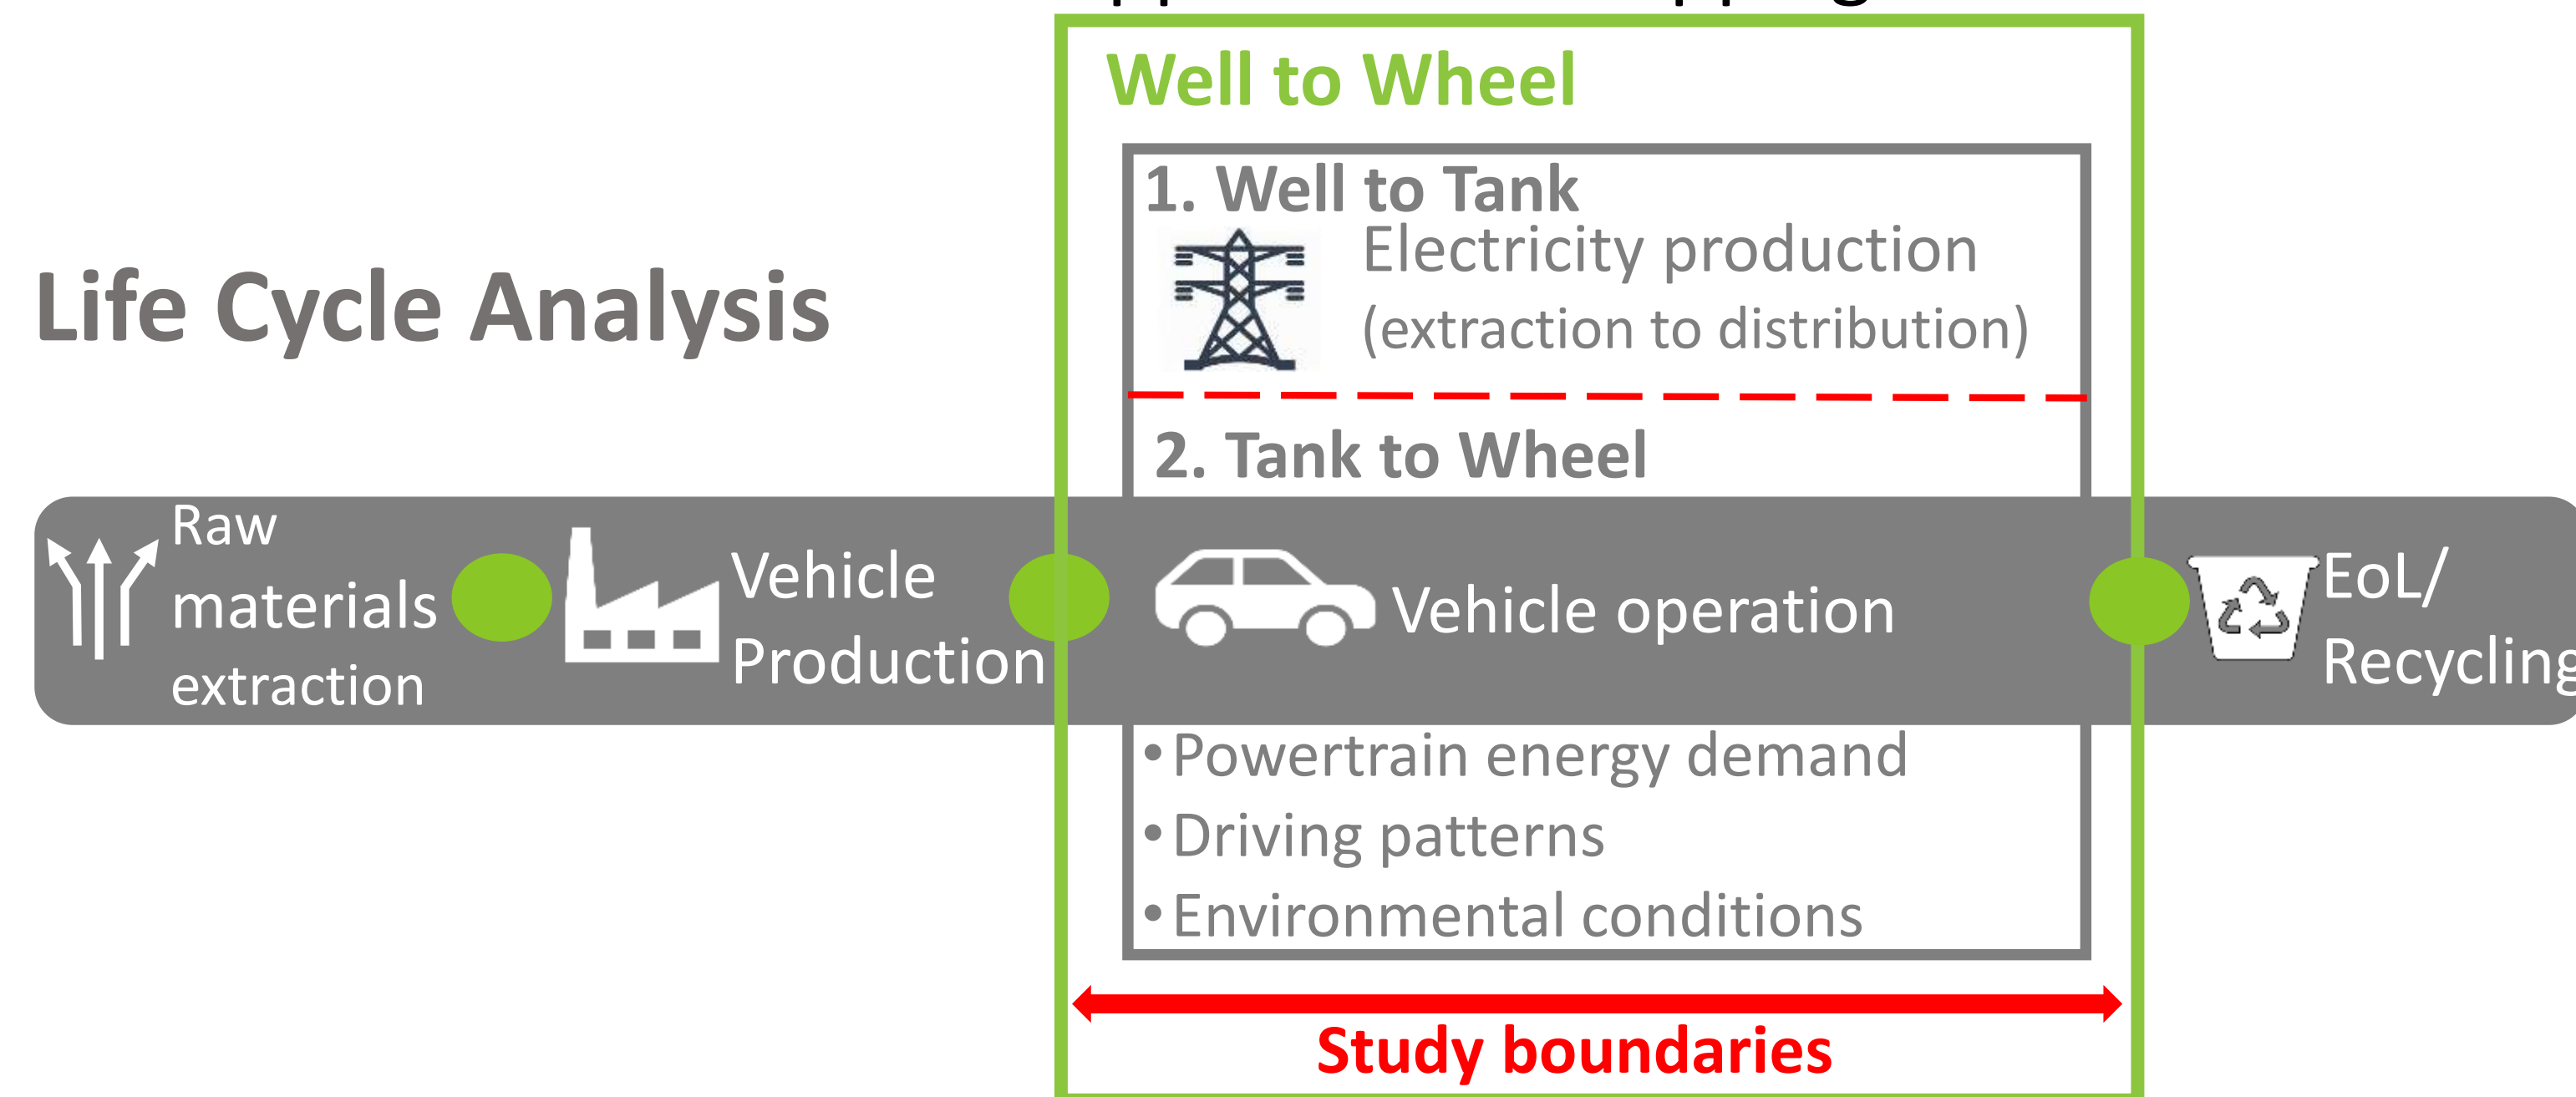 Well to Wheel
1. Well to Tank
Electricity production
(extraction to distribution)
Life Cycle Analysis
2. Tank to Wheel
Raw
materials
extraction
Vehicle
Production
Vehicle operation
EoL/
Recycling
• Powertrain energy demand
• Driving patterns
• Environmental conditions
Study boundaries